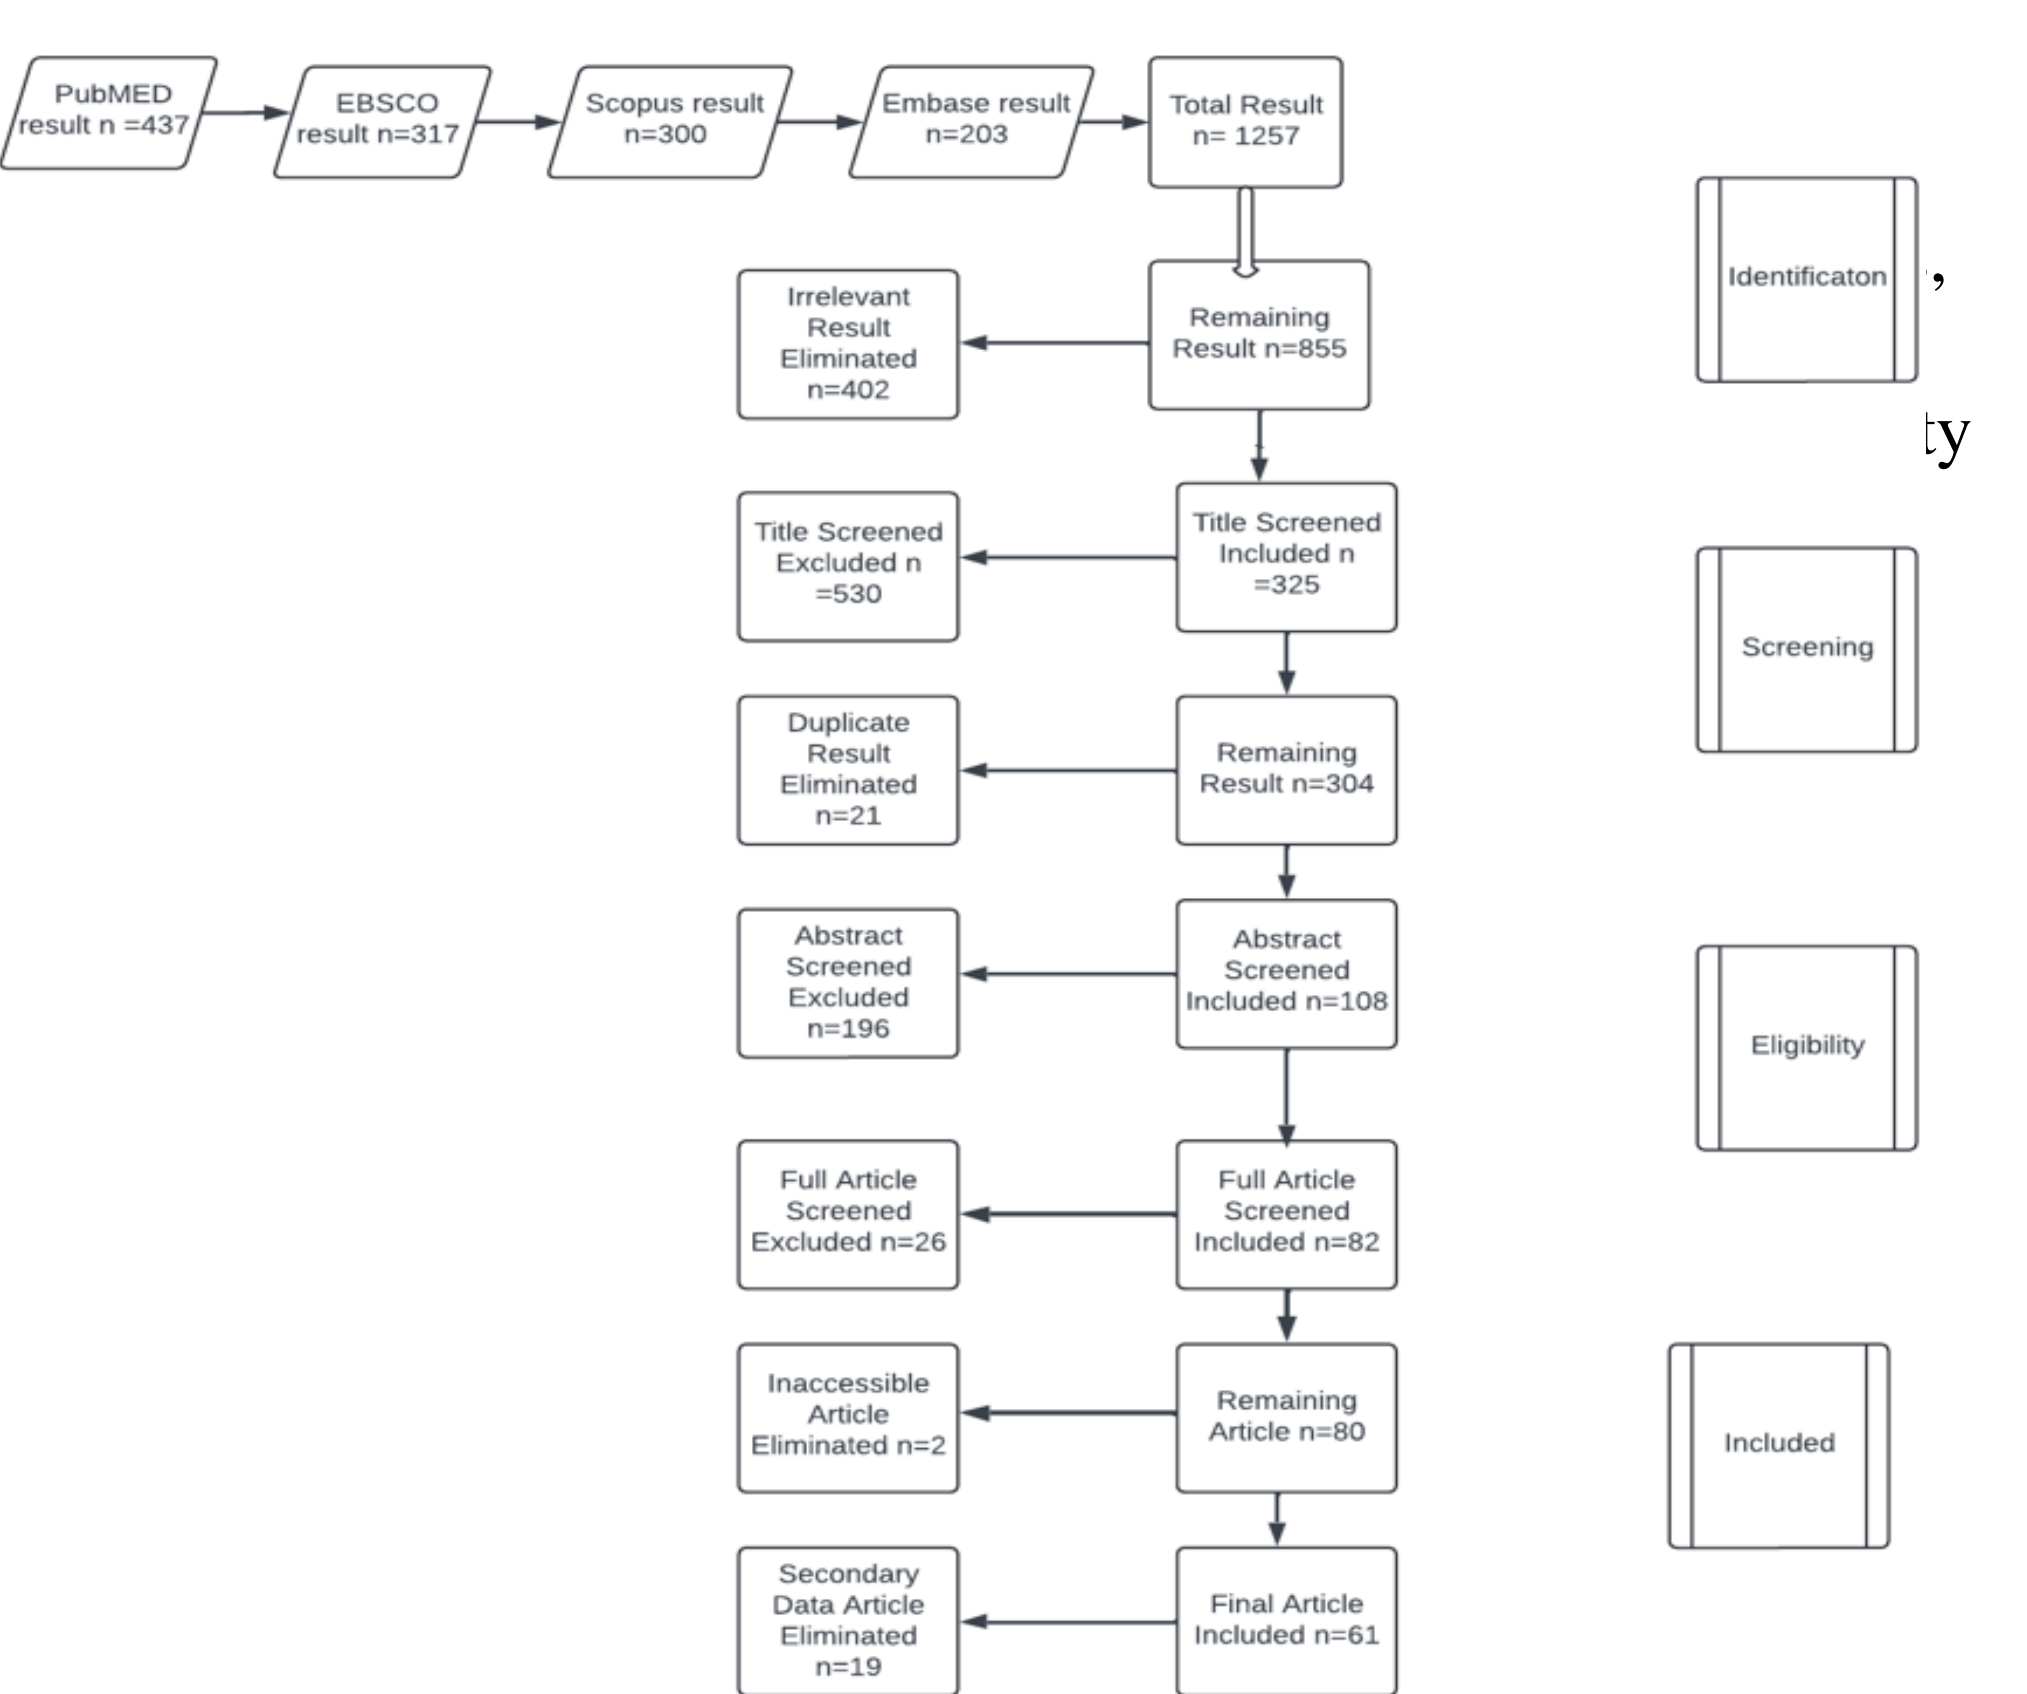 PubMED
result n =437
EBSCO
result n=317
Scopus result
n=300
Embase result
n=203
Total Result
n= 1257
Identificaton
,
Irrelevant
Result
Eliminated
n=402
Remaining
Result n=855
ty
Title Screened
Excluded n
=530
Title Screened
Included n
=325
Screening
Duplicate
Result
Eliminated
n=21
Remaining
Result n=304
Abstract
Screened
Excluded
n=196
Abstract
Screened
Included n=108
Eligibility
Full Article
Screened
Excluded n=26
Full Article
Screened
Included n=82
Inaccessible
Article
Eliminated n=2
Remaining
Article n=80
Included
Secondary
Data Article
Eliminated
n=19
Final Article
Included n=61